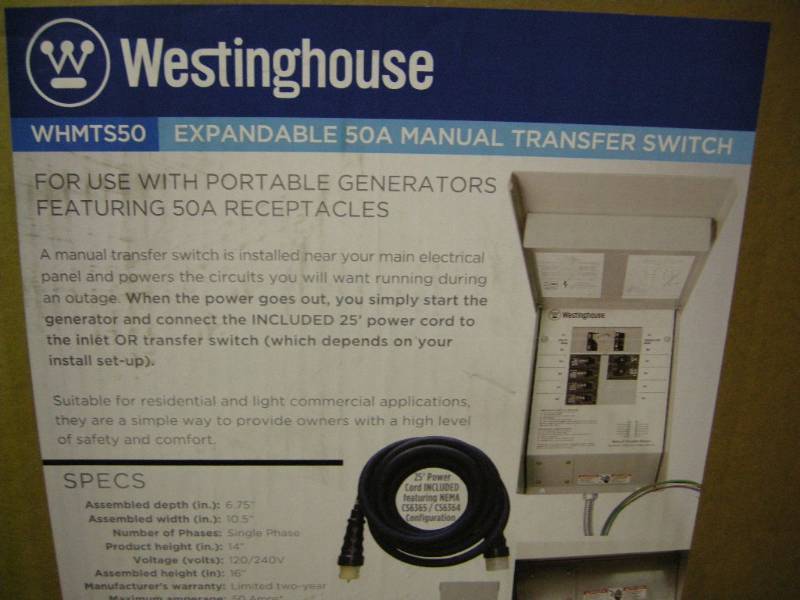 Westinghouse
WHMTS50 EXPANDABLE 50A MANUAL TRANSFER SWITCH
FOR USE WITH PORTABLE GENERATORS
FEATURING 50A RECEPTACLES
A manual transfer switch is installed near your main electrical
panel and powers the circuits you will want running during
an outage. When the power goes out, you simply start the
generator and connect the INCLUDED 25' power cord to
the inlet OR transfer switch (which depends on your
install set-up).
Suitable for residential and light commercial applications,
they are a simple way to provide owners with a high level
of safety and comfort.
SPECS
Assembled depth (in.): 6.75"
Assembled width (in.): 10.5"
Number of Phases: Single Phase
Product height (in.): 14"
Voltage (volts): 120/240V
Assembled height (in): 16"
Manufacturer's warranty: Limited two-year
Maximum amperage: 50 Amps*
25' Power
Cord INCLUDED
featuring NEMA
CS6365 / CS6364
Configuration
Westinghouse